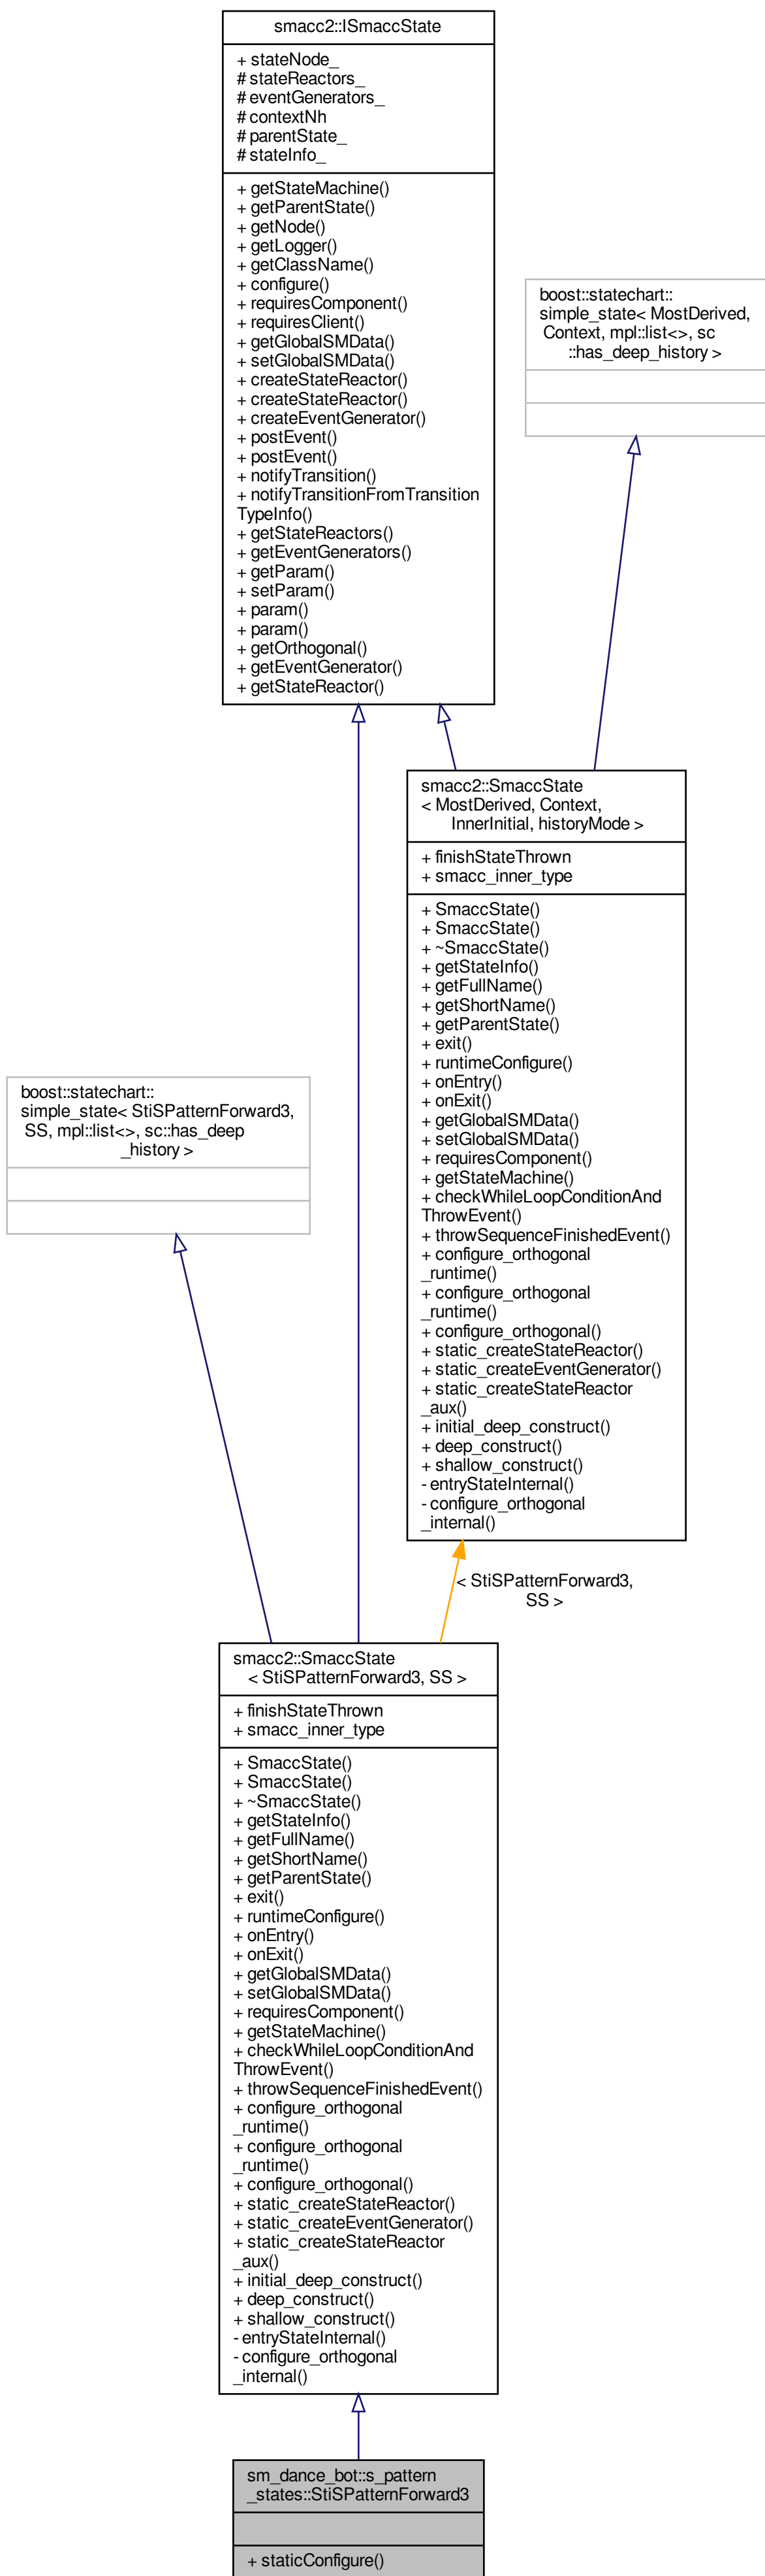 smacc2::ISmaccState
+ stateNode_
# stateReactors_
# eventGenerators_
# contextNh
# parentState_
# stateInfo_
+ getStateMachine()
+ getParentState()
+ getNode()
+ getLogger()
+ getClassName()
+ configure()
+ requiresComponent()
+ requiresClient()
+ getGlobalSMData()
+ setGlobalSMData()
+ createStateReactor()
+ createStateReactor()
+ createEventGenerator()
+ postEvent()
+ postEvent()
+ notifyTransition()
+ notifyTransitionFromTransition
TypeInfo()
+ getStateReactors()
+ getEventGenerators()
+ getParam()
+ setParam()
+ param()
+ param()
+ getOrthogonal()
+ getEventGenerator()
+ getStateReactor()
boost::statechart::
simple_state< MostDerived,
Context, mpl::list<>, sc
::has_deep_history >
smacc2::SmaccState
< MostDerived, Context,
InnerInitial, historyMode >
+ finishStateThrown
+ smacc_inner_type
+ SmaccState()
+ SmaccState()
+ ~SmaccState()
+ getStateInfo()
+ getFullName()
+ getShortName()
+ getParentState()
+ exit()
+ runtimeConfigure()
+ onEntry()
+ onExit()
+ getGlobalSMData()
+ setGlobalSMData()
+ requiresComponent()
+ getStateMachine()
+ checkWhileLoopConditionAnd
ThrowEvent()
+ throwSequenceFinishedEvent()
+ configure_orthogonal
_runtime()
+ configure_orthogonal
_runtime()
+ configure_orthogonal()
+ static_createStateReactor()
+ static_createEventGenerator()
+ static_createStateReactor
_aux()
+ initial_deep_construct()
+ deep_construct()
+ shallow_construct()
- entryStateInternal()
- configure_orthogonal
_internal()
boost::statechart::
simple_state< StiSPatternForward3,
SS, mpl::list<>, sc::has_deep
_history >
< StiSPatternForward3,
SS >
smacc2::SmaccState
< StiSPatternForward3, SS >
+ finishStateThrown
+ smacc_inner_type
+ SmaccState()
+ SmaccState()
+ ~SmaccState()
+ getStateInfo()
+ getFullName()
+ getShortName()
+ getParentState()
+ exit()
+ runtimeConfigure()
+ onEntry()
+ onExit()
+ getGlobalSMData()
+ setGlobalSMData()
+ requiresComponent()
+ getStateMachine()
+ checkWhileLoopConditionAnd
ThrowEvent()
+ throwSequenceFinishedEvent()
+ configure_orthogonal
_runtime()
+ configure_orthogonal
_runtime()
+ configure_orthogonal()
+ static_createStateReactor()
+ static_createEventGenerator()
+ static_createStateReactor
_aux()
+ initial_deep_construct()
+ deep_construct()
+ shallow_construct()
- entryStateInternal()
- configure_orthogonal
_internal()
sm_dance_bot::s_pattern
_states::StiSPatternForward3
+ staticConfigure()